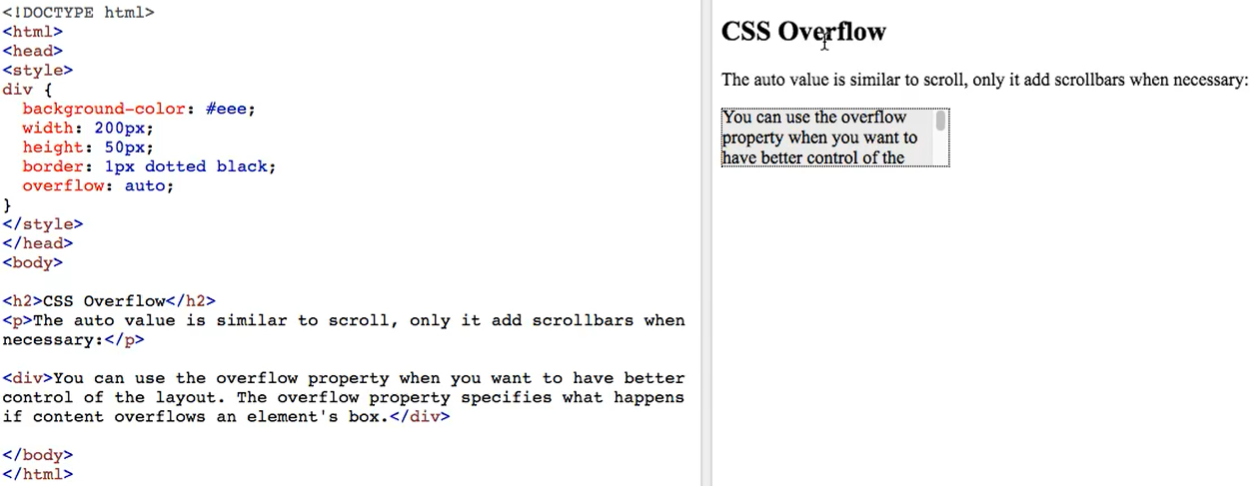 <!DOCTYPE html>
<html>
<head>
<style>
div {
  background-color: #eee;
  width: 200px;
  height: 50px;
  border: 1px dotted black;
  overflow: auto;
}
</style>
</head>
<body>

<h2>CSS Overflow</h2>
<p>The auto value is similar to scroll, only it add scrollbars when
necessary:</p>

<div>You can use the overflow property when you want to have better
control of the layout. The overflow property specifies what happens
if content overflows an element's box.</div>

</body>
</html>
CSS Overflow
The auto value is similar to scroll, only it add scrollbars when necessary:
You can use the overflow
property when you want to
have better control of the